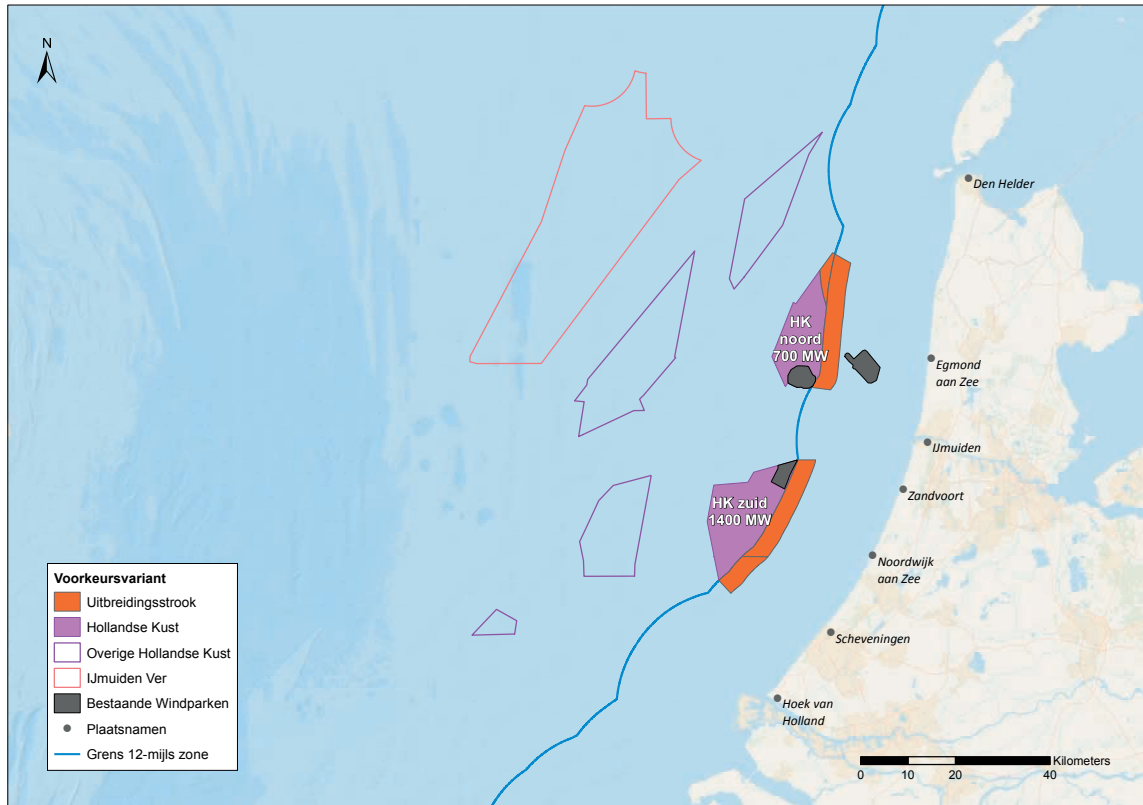 N
Den Helder
HK
noord
700 MW
Egmond
aan Zee
IJmuiden
Zandvoort
HK zuid
1400 MW
Noordwijk
aan Zee
Scheveningen
Hoek van
Holland
Voorkeursvariant
Uitbreidingsstrook
Hollandse Kust
Overige Hollandse Kust
IJmuiden Ver
Bestaande Windparken
Plaatsnamen
Grens 12-mijls zone
Kilometers
0 10 20 40